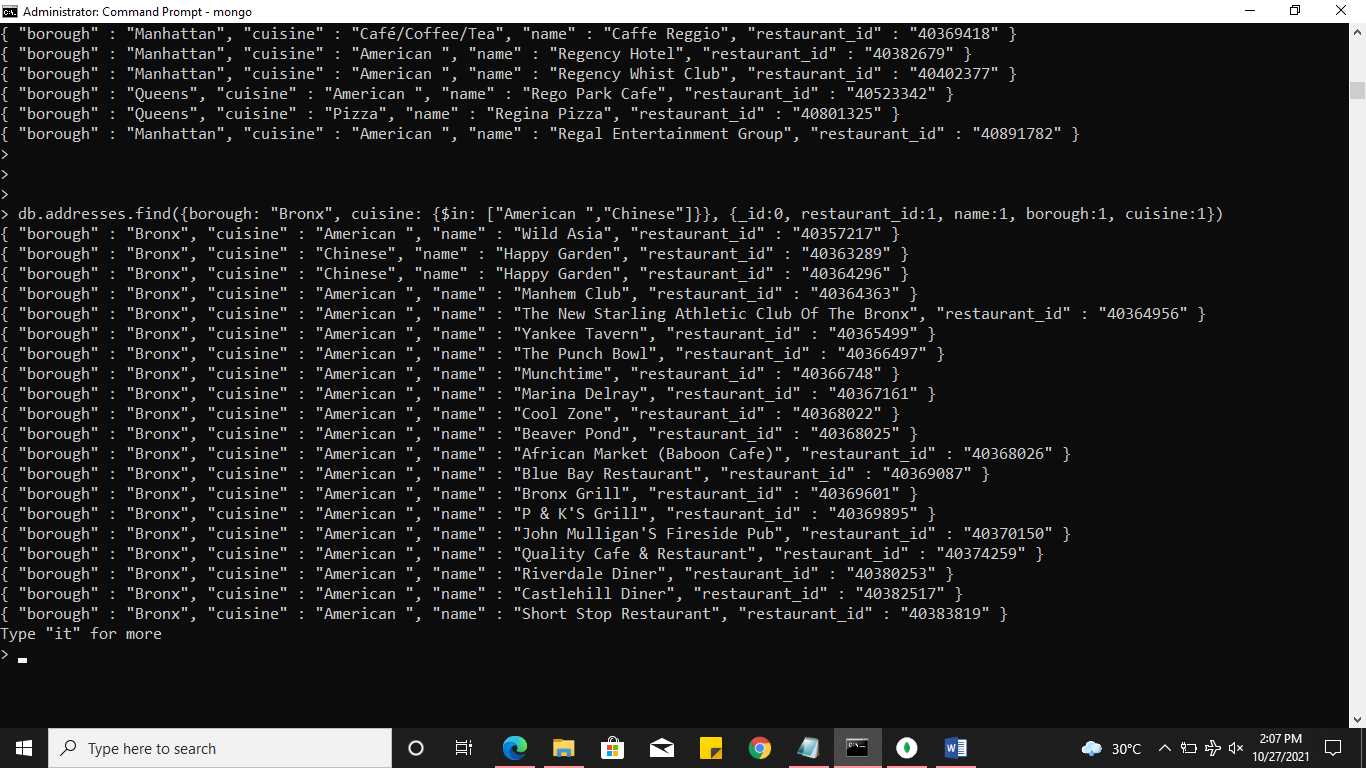 Administrator: Command Prompt - mongo
{ "borough" : "Manhattan", "cuisine" : "Café/Coffee/Tea", "name" : "Caffe Reggio", "restaurant_id" : "40369418" }
{ "borough" : "Manhattan", "cuisine" : "American ", "name" : "Regency Hotel", "restaurant_id" : "40382679" }
{ "borough" : "Manhattan", "cuisine" : "American ", "name" : "Regency Whist Club", "restaurant_id" : "40402377" }
{ "borough" : "Queens", "cuisine" : "American ", "name" : "Rego Park Cafe", "restaurant_id" : "40523342" }
{ "borough" : "Queens", "cuisine" : "Pizza", "name" : "Regina Pizza", "restaurant_id" : "40801325" }
{ "borough" : "Manhattan", "cuisine" : "American ", "name" : "Regal Entertainment Group", "restaurant_id" : "40891782" }
>
>
>
> db.addresses.find({borough: "Bronx", cuisine: {$in: ["American ","Chinese"]}}, {_id:0, restaurant_id:1, name:1, borough:1, cuisine:1})
{ "borough" : "Bronx", "cuisine" : "American ", "name" : "Wild Asia", "restaurant_id" : "40357217" }
{ "borough" : "Bronx", "cuisine" : "Chinese", "name" : "Happy Garden", "restaurant_id" : "40363289" }
{ "borough" : "Bronx", "cuisine" : "Chinese", "name" : "Happy Garden", "restaurant_id" : "40364296" }
{ "borough" : "Bronx", "cuisine" : "American ", "name" : "Manhem Club", "restaurant_id" : "40364363" }
{ "borough" : "Bronx", "cuisine" : "American ", "name" : "The New Starling Athletic Club Of The Bronx", "restaurant_id" : "40364956" }
{ "borough" : "Bronx", "cuisine" : "American ", "name" : "Yankee Tavern", "restaurant_id" : "40365499" }
{ "borough" : "Bronx", "cuisine" : "American ", "name" : "The Punch Bowl", "restaurant_id" : "40366497" }
{ "borough" : "Bronx", "cuisine" : "American ", "name" : "Munchtime", "restaurant_id" : "40366748" }
{ "borough" : "Bronx", "cuisine" : "American ", "name" : "Marina Delray", "restaurant_id" : "40367161" }
{ "borough" : "Bronx", "cuisine" : "American ", "name" : "Cool Zone", "restaurant_id" : "40368022" }
{ "borough" : "Bronx", "cuisine" : "American ", "name" : "Beaver Pond", "restaurant_id" : "40368025" }
{ "borough" : "Bronx", "cuisine" : "American ", "name" : "African Market (Baboon Cafe)", "restaurant_id" : "40368026" }
{ "borough" : "Bronx", "cuisine" : "American ", "name" : "Blue Bay Restaurant", "restaurant_id" : "40369087" }
{ "borough" : "Bronx", "cuisine" : "American ", "name" : "Bronx Grill", "restaurant_id" : "40369601" }
{ "borough" : "Bronx", "cuisine" : "American ", "name" : "P & K'S Grill", "restaurant_id" : "40369895" }
{ "borough" : "Bronx", "cuisine" : "American ", "name" : "John Mulligan'S Fireside Pub", "restaurant_id" : "40370150" }
{ "borough" : "Bronx", "cuisine" : "American ", "name" : "Quality Cafe & Restaurant", "restaurant_id" : "40374259" }
{ "borough" : "Bronx", "cuisine" : "American ", "name" : "Riverdale Diner", "restaurant_id" : "40380253" }
{ "borough" : "Bronx", "cuisine" : "American ", "name" : "Castlehill Diner", "restaurant_id" : "40382517" }
{ "borough" : "Bronx", "cuisine" : "American ", "name" : "Short Stop Restaurant", "restaurant_id" : "40383819" }
Type "it" for more
>
Type here to search
30°C
2:07 PM
10/27/2021